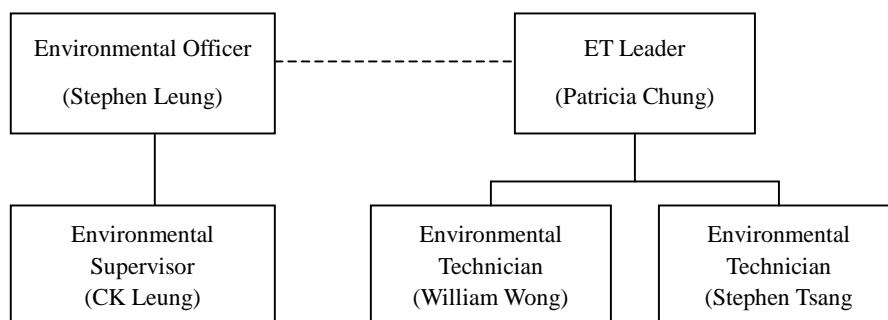 Environmental Officer
(Stephen Leung)
ET Leader
(Patricia Chung)
Environmental
Supervisor
(CK Leung)
Environmental
Technician
(William Wong)
Environmental
Technician
(Stephen Tsang